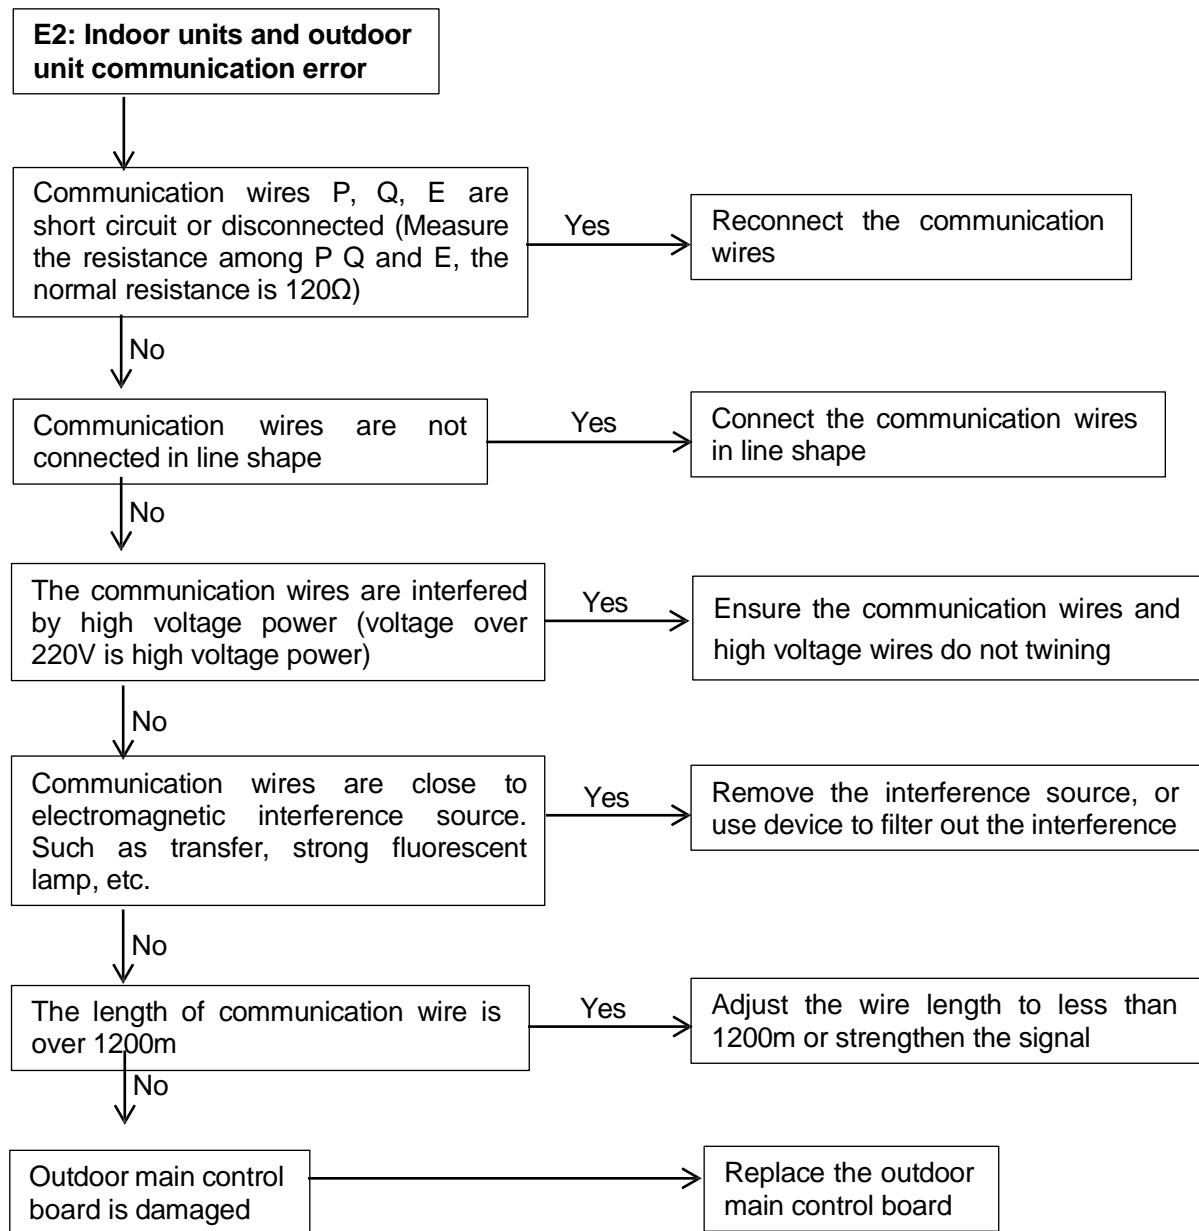 E2: Indoor units and outdoor
unit communication error
Communication wires P, Q, E are
short circuit or disconnected (Measure
the resistance among P Q and E, the
normal resistance is 120Ω)
Yes
Reconnect the communication
wires
No
Communication wires are not
connected in line shape
Yes
Connect the communication wires
in line shape
No
The communication wires are interfered
by high voltage power (voltage over
220V is high voltage power)
Yes
Ensure the communication wires and
high voltage wires do not twining
No
Communication wires are close to
electromagnetic interference source.
Such as transfer, strong fluorescent
lamp, etc.
Yes
Remove the interference source, or
use device to filter out the interference
No
The length of communication wire is
over 1200m
Yes
Adjust the wire length to less than
1200m or strengthen the signal
No
Outdoor main control
board is damaged
Replace the outdoor
main control board